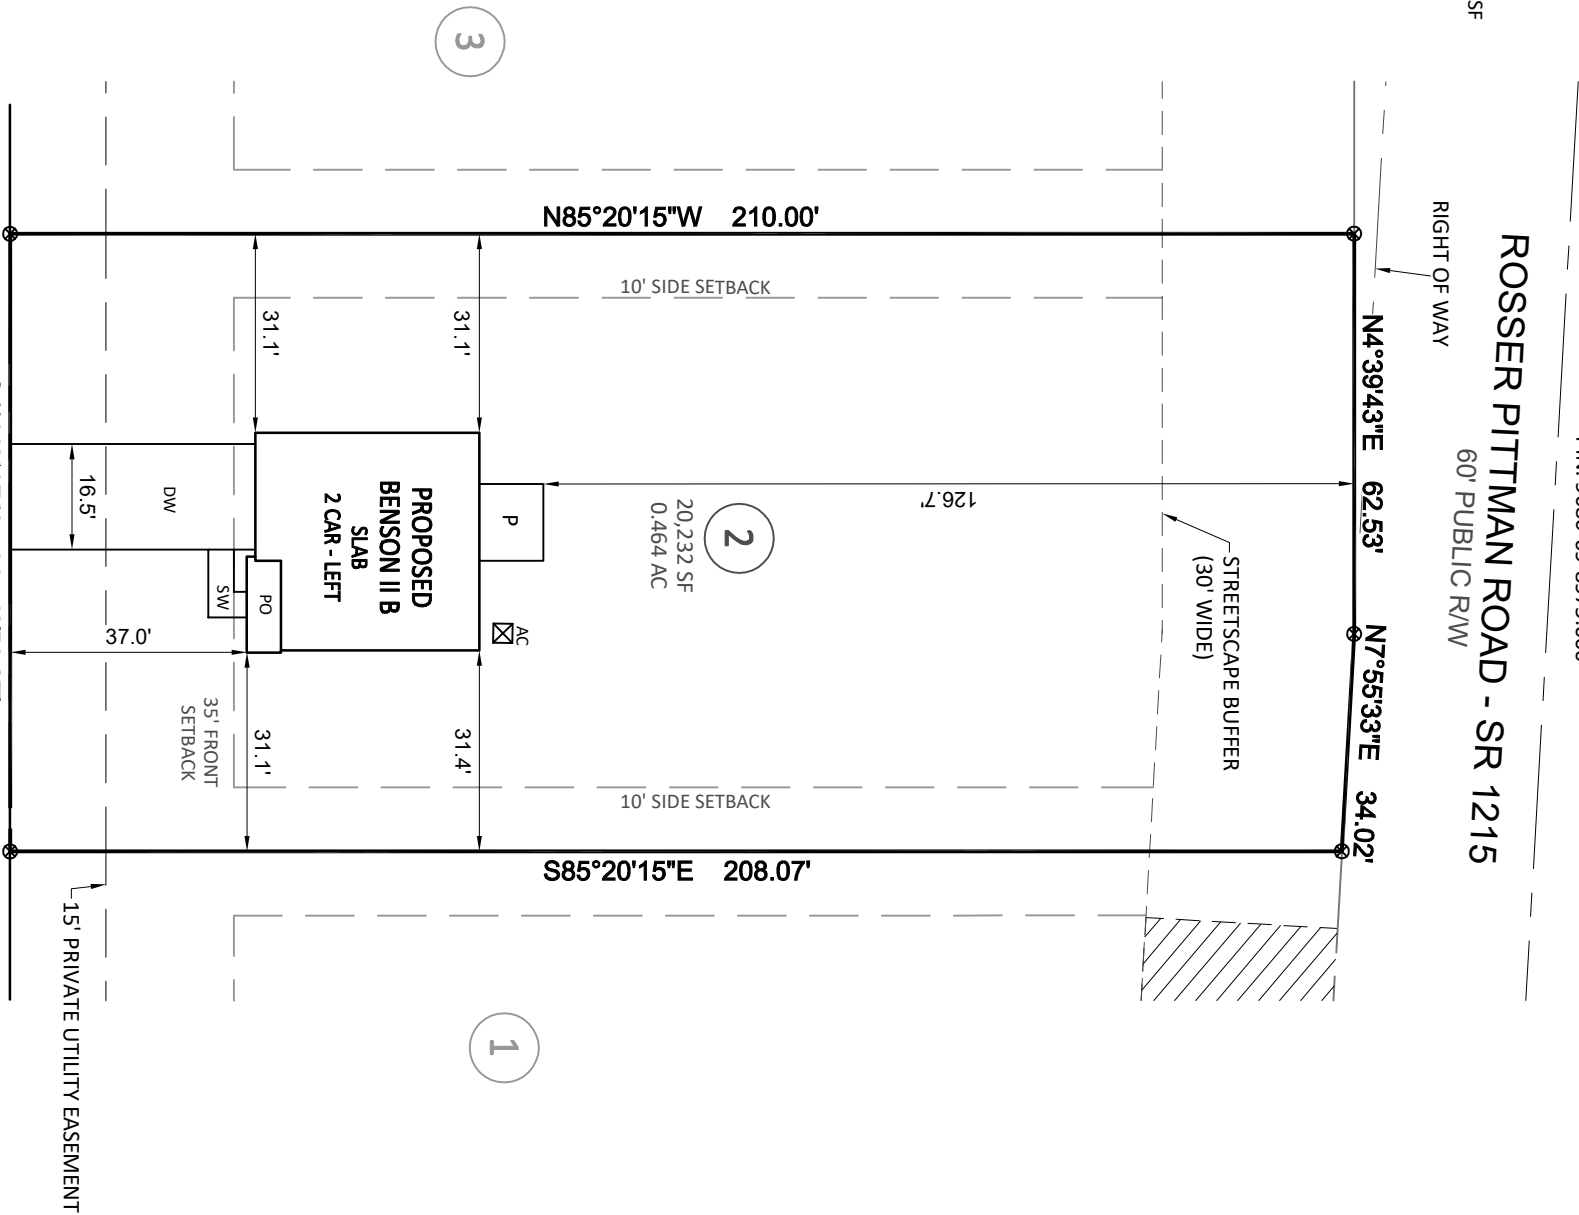 SF
3
ROSSER PITTMAN ROAD - SR 1215
60' PUBLIC R/W
RIGHT OF WAY
N4°39'43"E 62.53'
N7°55'33"E 34.02'
N85°20'15"W 210.00'
10' SIDE SETBACK
31.1'
31.1'
STREETSCAPE BUFFER
(30' WIDE)
126.7'
2
20,232 SF
0.464 AC
P
AC
PROPOSED
BENSON II B
SLAB
2 CAR - LEFT
DW
16.5'
PO
SW
37.0'
31.4'
31.1'
35' FRONT
SETBACK
10' SIDE SETBACK
S85°20'15"E 208.07'
15' PRIVATE UTILITY EASEMENT
1